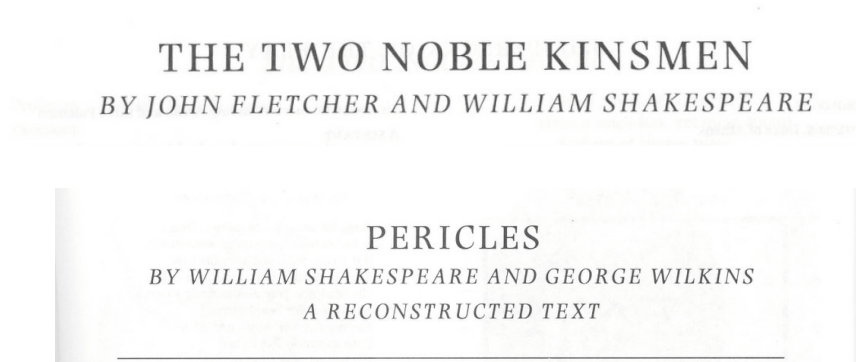 THE TWO NOBLE KINSMEN
BY JOHN FLETCHER AND WILLIAM SHAKESPEARE
PERICLES
BY WILLIAM SHAKESPEARE AND GEORGE WILKINS
A RECONSTRUCTED TEXT